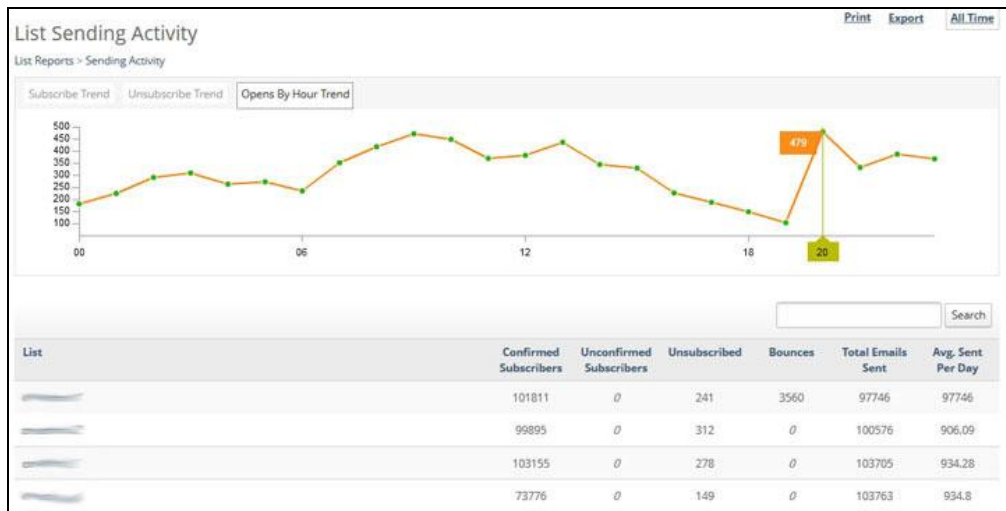 Print Export All Time
List Sending Activity
List Reports > Sending Activity
Subscribe Trend Unsubscribe Trend Opens By Hour Trend
500
450
400
350
300
250
200
150
100
479
00 06 12 18 20
Search
List Confirmed Subscribers Unconfirmed Subscribers Unsubscribed Bounces Total Emails Sent Avg. Sent Per Day
101811 0 241 3560 97746 97746
99895 0 312 0 100576 906.09
103155 0 278 0 103705 934.28
73776 0 149 0 103763 934.8